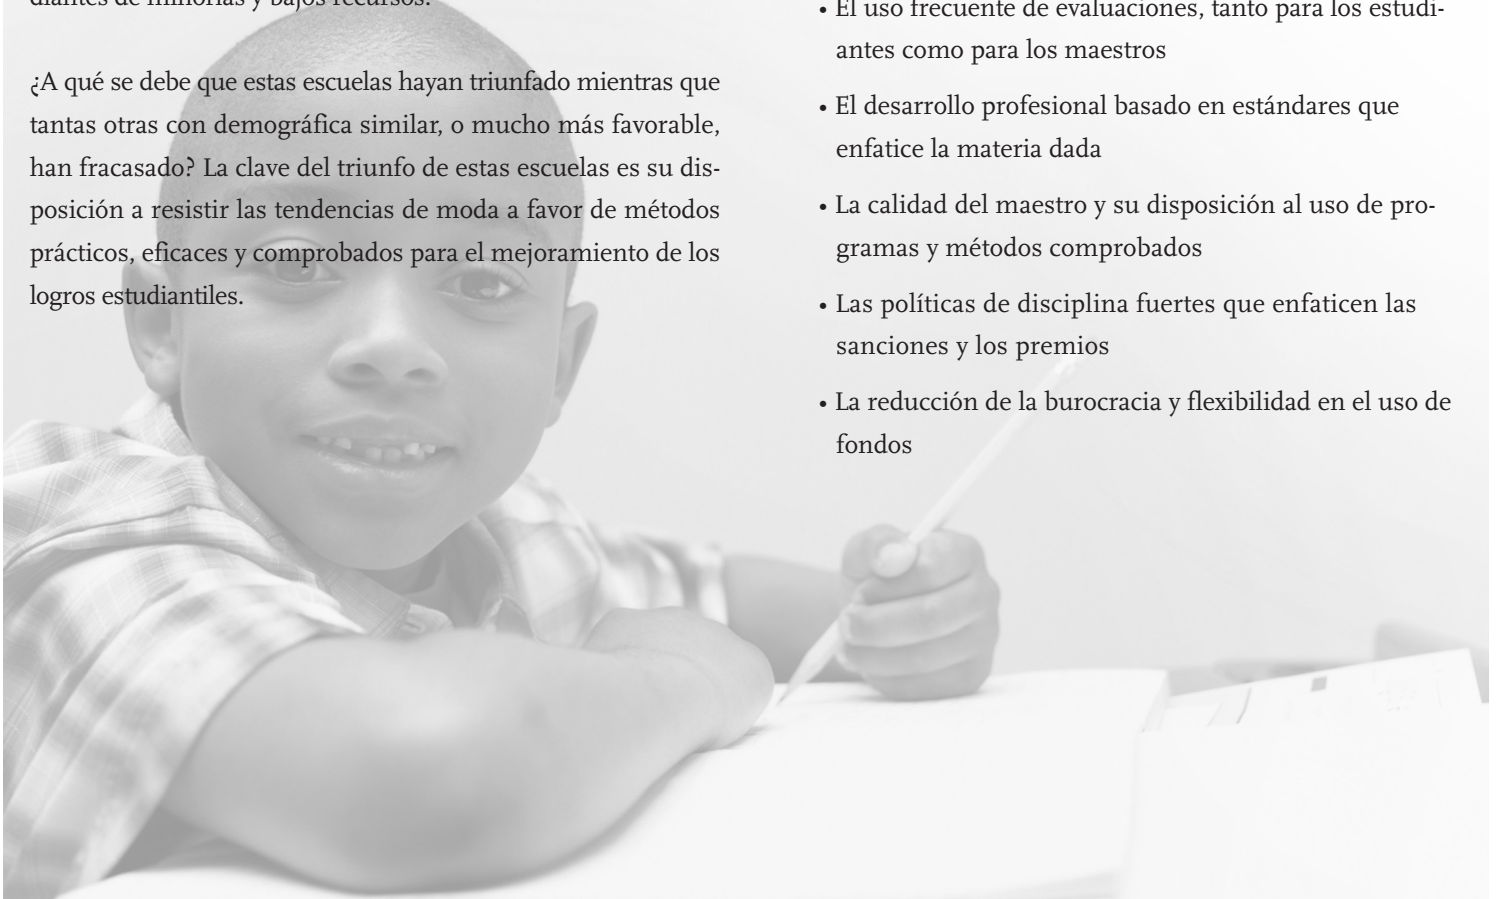 diantes de minorías y bajos recursos.
¿A qué se debe que estas escuelas hayan triunfado mientras que
tantas otras con demográfica similar, o mucho más favorable,
han fracasado? La clave del triunfo de estas escuelas es su dis-
posición a resistir las tendencias de moda a favor de métodos
prácticos, eficaces y comprobados para el mejoramiento de los
logros estudiantiles.
• El uso frecuente de evaluaciones, tanto para los estudi-
antes como para los maestros
• El desarrollo profesional basado en estándares que
enfatice la materia dada
• La calidad del maestro y su disposición al uso de pro-
gramas y métodos comprobados
• Las políticas de disciplina fuertes que enfaticen las
sanciones y los premios
• La reducción de la burocracia y flexibilidad en el uso de
fondos